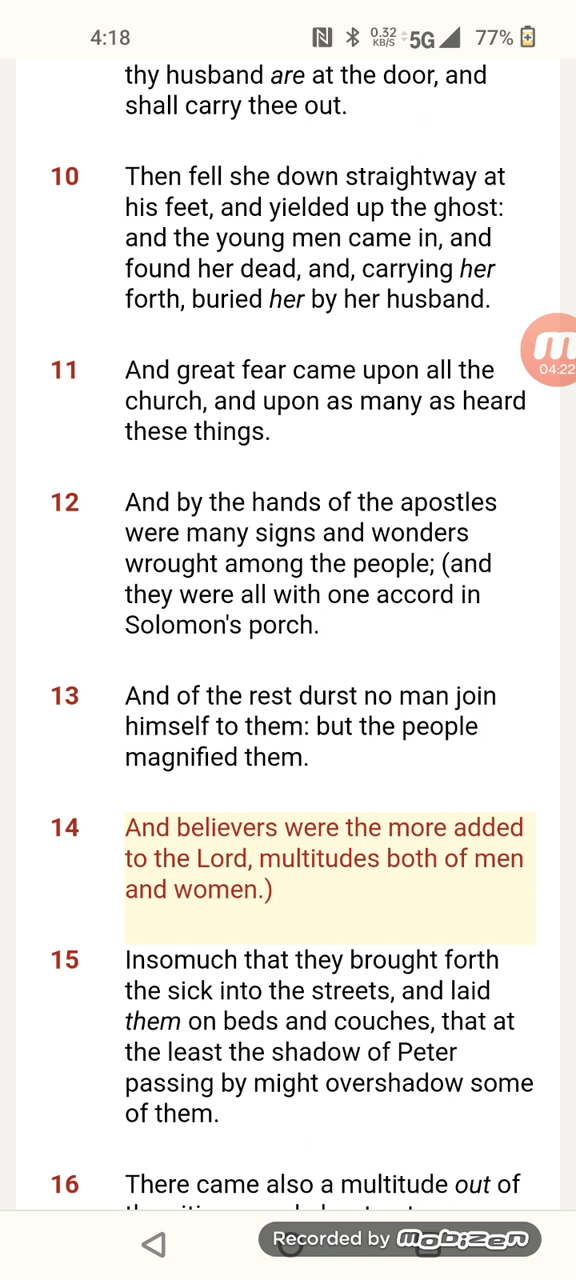 4:18 0.32 KB/S 5G 77%
thy husband are at the door, and
shall carry thee out.
10 Then fell she down straightway at
his feet, and yielded up the ghost:
and the young men came in, and
found her dead, and, carrying her
forth, buried her by her husband.
11 And great fear came upon all the
church, and upon as many as heard
these things.
04:22
12 And by the hands of the apostles
were many signs and wonders
wrought among the people; (and
they were all with one accord in
Solomon's porch.
13 And of the rest durst no man join
himself to them: but the people
magnified them.
14 And believers were the more added
to the Lord, multitudes both of men
and women.)
15 Insomuch that they brought forth
the sick into the streets, and laid
them on beds and couches, that at
the least the shadow of Peter
passing by might overshadow some
of them.
16 There came also a multitude out of
Recorded by mobizen